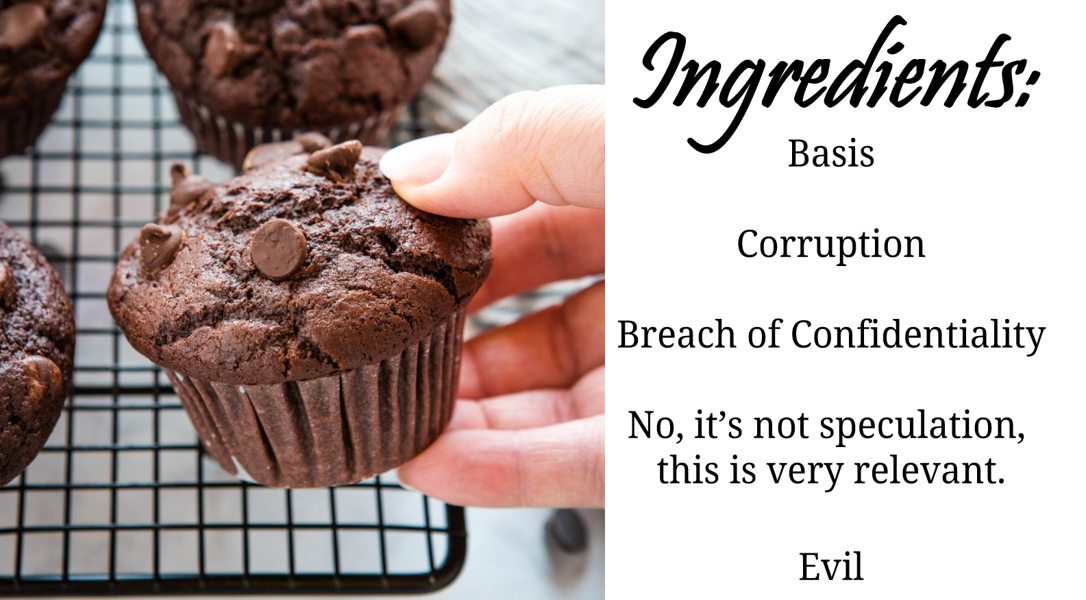 Ingredients:
Basis
Corruption
Breach of Confidentiality
No, it’s not speculation,
this is very relevant.
Evil